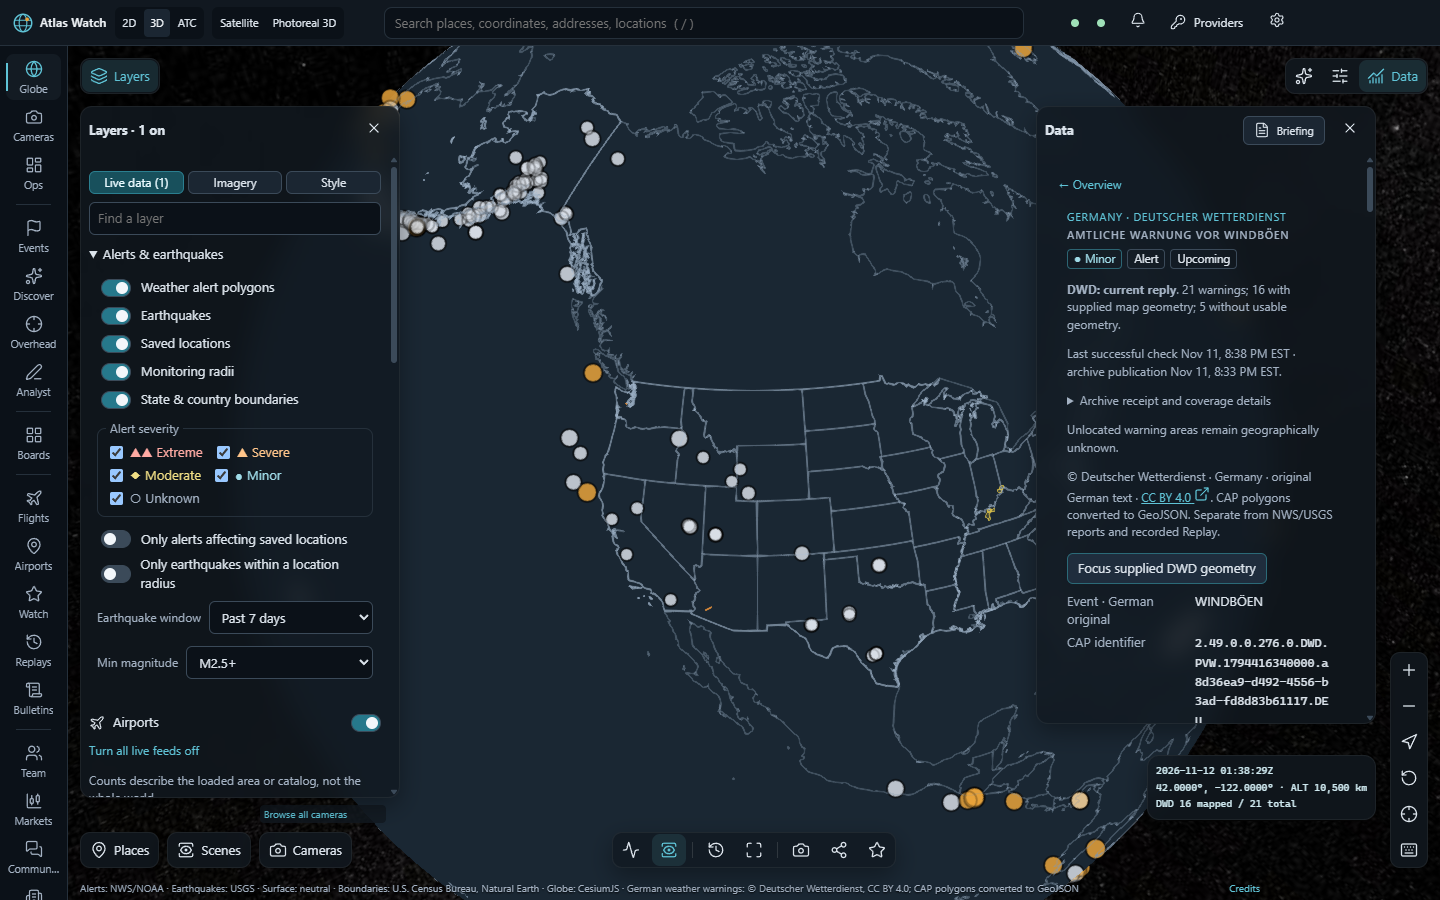 Atlas Watch
2D
3D
ATC
Satellite
Photoreal 3D
Search places, coordinates, addresses, locations ( / )
Providers
Globe
Cameras
Ops
Events
Discover
Overhead
Analyst
Boards
Flights
Airports
Watch
Replays
Bulletins
Team
Markets
Commun...
Layers
Layers · 1 on
Live data (1)
Imagery
Style
Find a layer
▼ Alerts & earthquakes
Weather alert polygons
Earthquakes
Saved locations
Monitoring radii
State & country boundaries
Alert severity
Extreme
Severe
Moderate
Minor
Unknown
Only alerts affecting saved locations
Only earthquakes within a location
radius
Earthquake window
Past 7 days
Min magnitude
M2.5+
Airports
Turn all live feeds off
Counts describe the loaded area or catalog, not the
whole world
Browse all cameras
Places
Scenes
Cameras
Data
Data
Briefing
← Overview
GERMANY · DEUTSCHER WETTERDIENST
AMTLICHE WARNUNG VOR WINDBÖEN
● Minor
Alert
Upcoming
DWD: current reply. 21 warnings; 16 with
supplied map geometry; 5 without usable
geometry.
Last successful check Nov 11, 8:38 PM EST ·
archive publication Nov 11, 8:33 PM EST.
▶ Archive receipt and coverage details
Unlocated warning areas remain geographically
unknown.
© Deutscher Wetterdienst · Germany · original
German text · CC BY 4.0 . CAP polygons
converted to GeoJSON. Separate from NWS/USGS
reports and recorded Replay.
Focus supplied DWD geometry
Event · German
original
WINDBÖEN
CAP identifier
2.49.0.0.276.0.DWD.
PVW.1794416340000.a
8d36ea9-d492-4556-b
3ad-fd8d83b61117.DE
U
2026-11-12 01:38:29Z
42.0000°, -122.0000° · ALT 10,500 km
DWD 16 mapped / 21 total
Alerts: NWS/NOAA · Earthquakes: USGS · Surface: neutral · Boundaries: U.S. Census Bureau, Natural Earth · Globe: CesiumJS · German weather warnings: © Deutscher Wetterdienst, CC BY 4.0; CAP polygons converted to GeoJSON
Credits